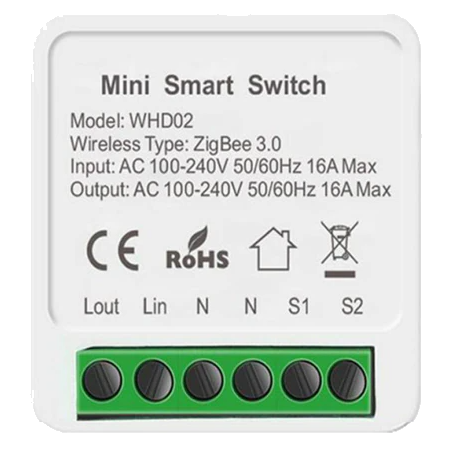 Mini Smart Switch
Model: WHD02
Wireless Type: ZigBee 3.0
Input: AC 100-240V 50/60Hz 16A Max
Output: AC 100-240V 50/60Hz 16A Max
CE RoHS
Lout Lin N N S1 S2